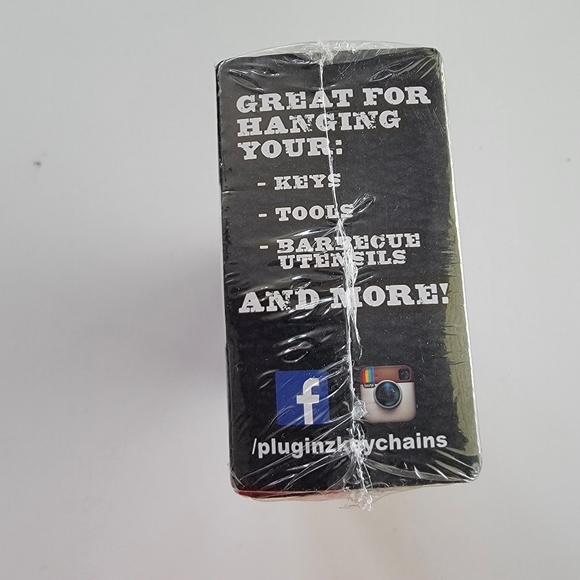 GREAT FOR
HANGING
YOUR:
- KEYS
- TOOLS
- BARBECUE
UTENSILS
AND MORE!
f
/pluginzkeychains